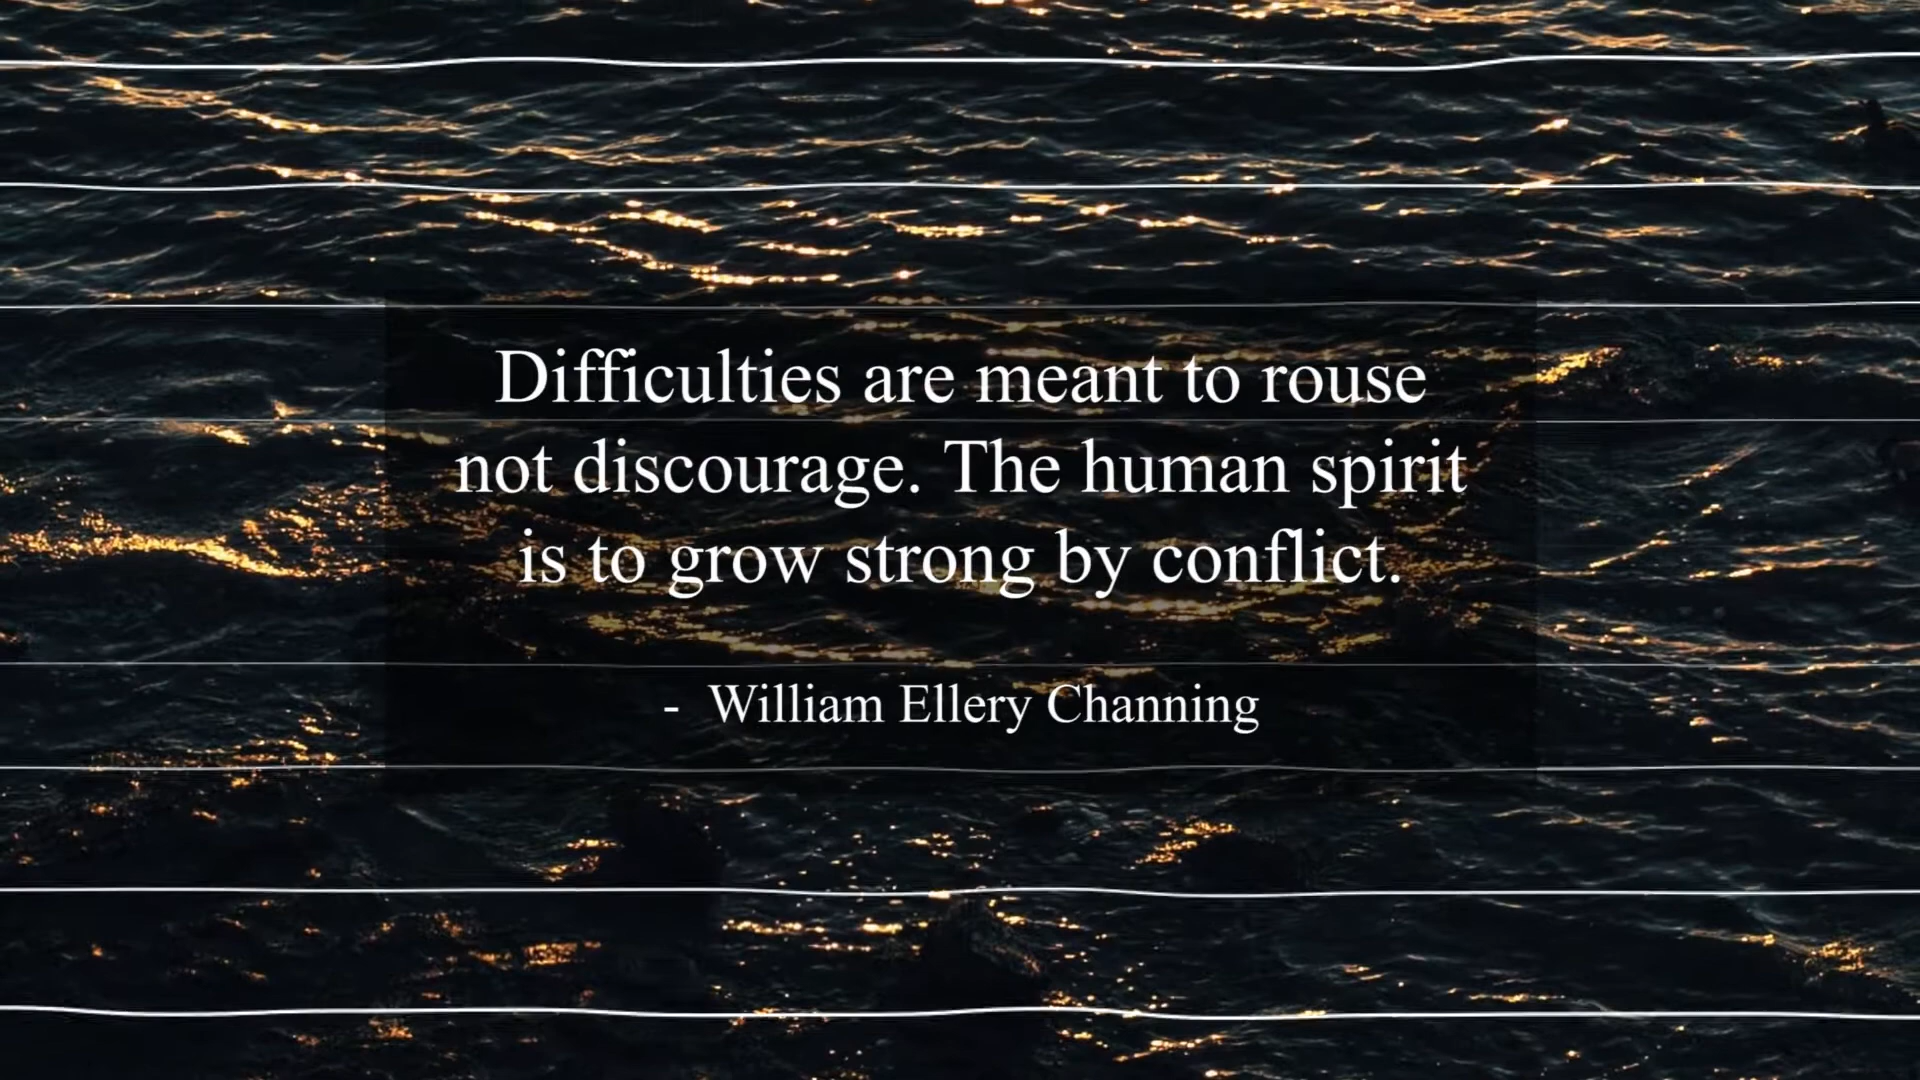 Difficulties are meant to rouse
not discourage. The human spirit
is to grow strong by conflict.
- William Ellery Channing